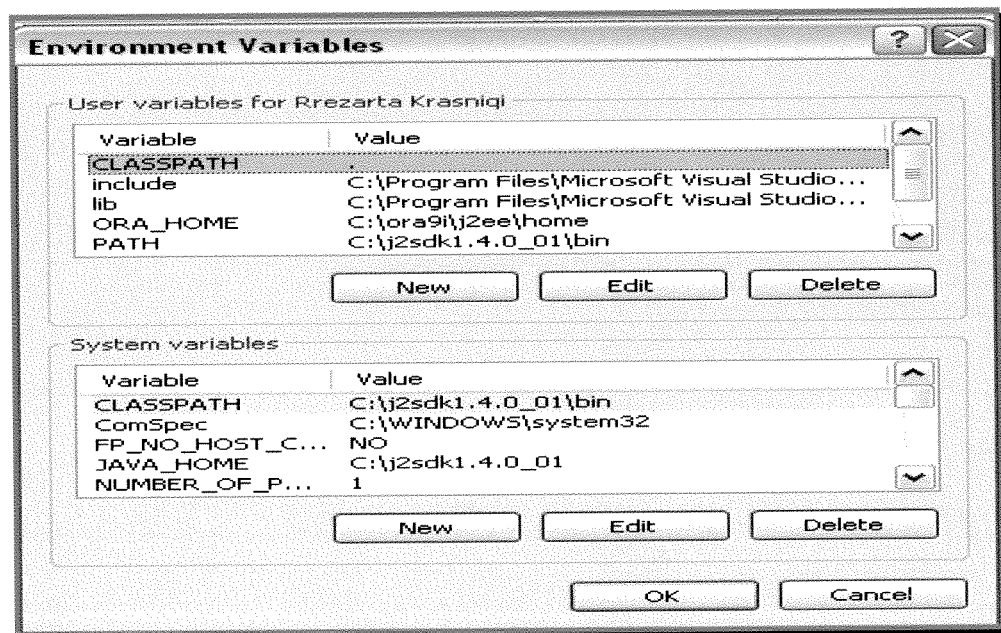 Environment Variables
User variables for Rrezarta Krasniqi
Variable Value
CLASSPATH .
include C:\Program Files\Microsoft Visual Studio...
lib C:\Program Files\Microsoft Visual Studio...
ORA_HOME C:\ora9i\j2ee\home
PATH C:\j2sdk1.4.0_01\bin
New Edit Delete
System variables
Variable Value
CLASSPATH C:\j2sdk1.4.0_01\bin
ComSpec C:\WINDOWS\system32
FP_NO_HOST_C... NO
JAVA_HOME C:\j2sdk1.4.0_01
NUMBER_OF_P... 1
New Edit Delete
OK Cancel